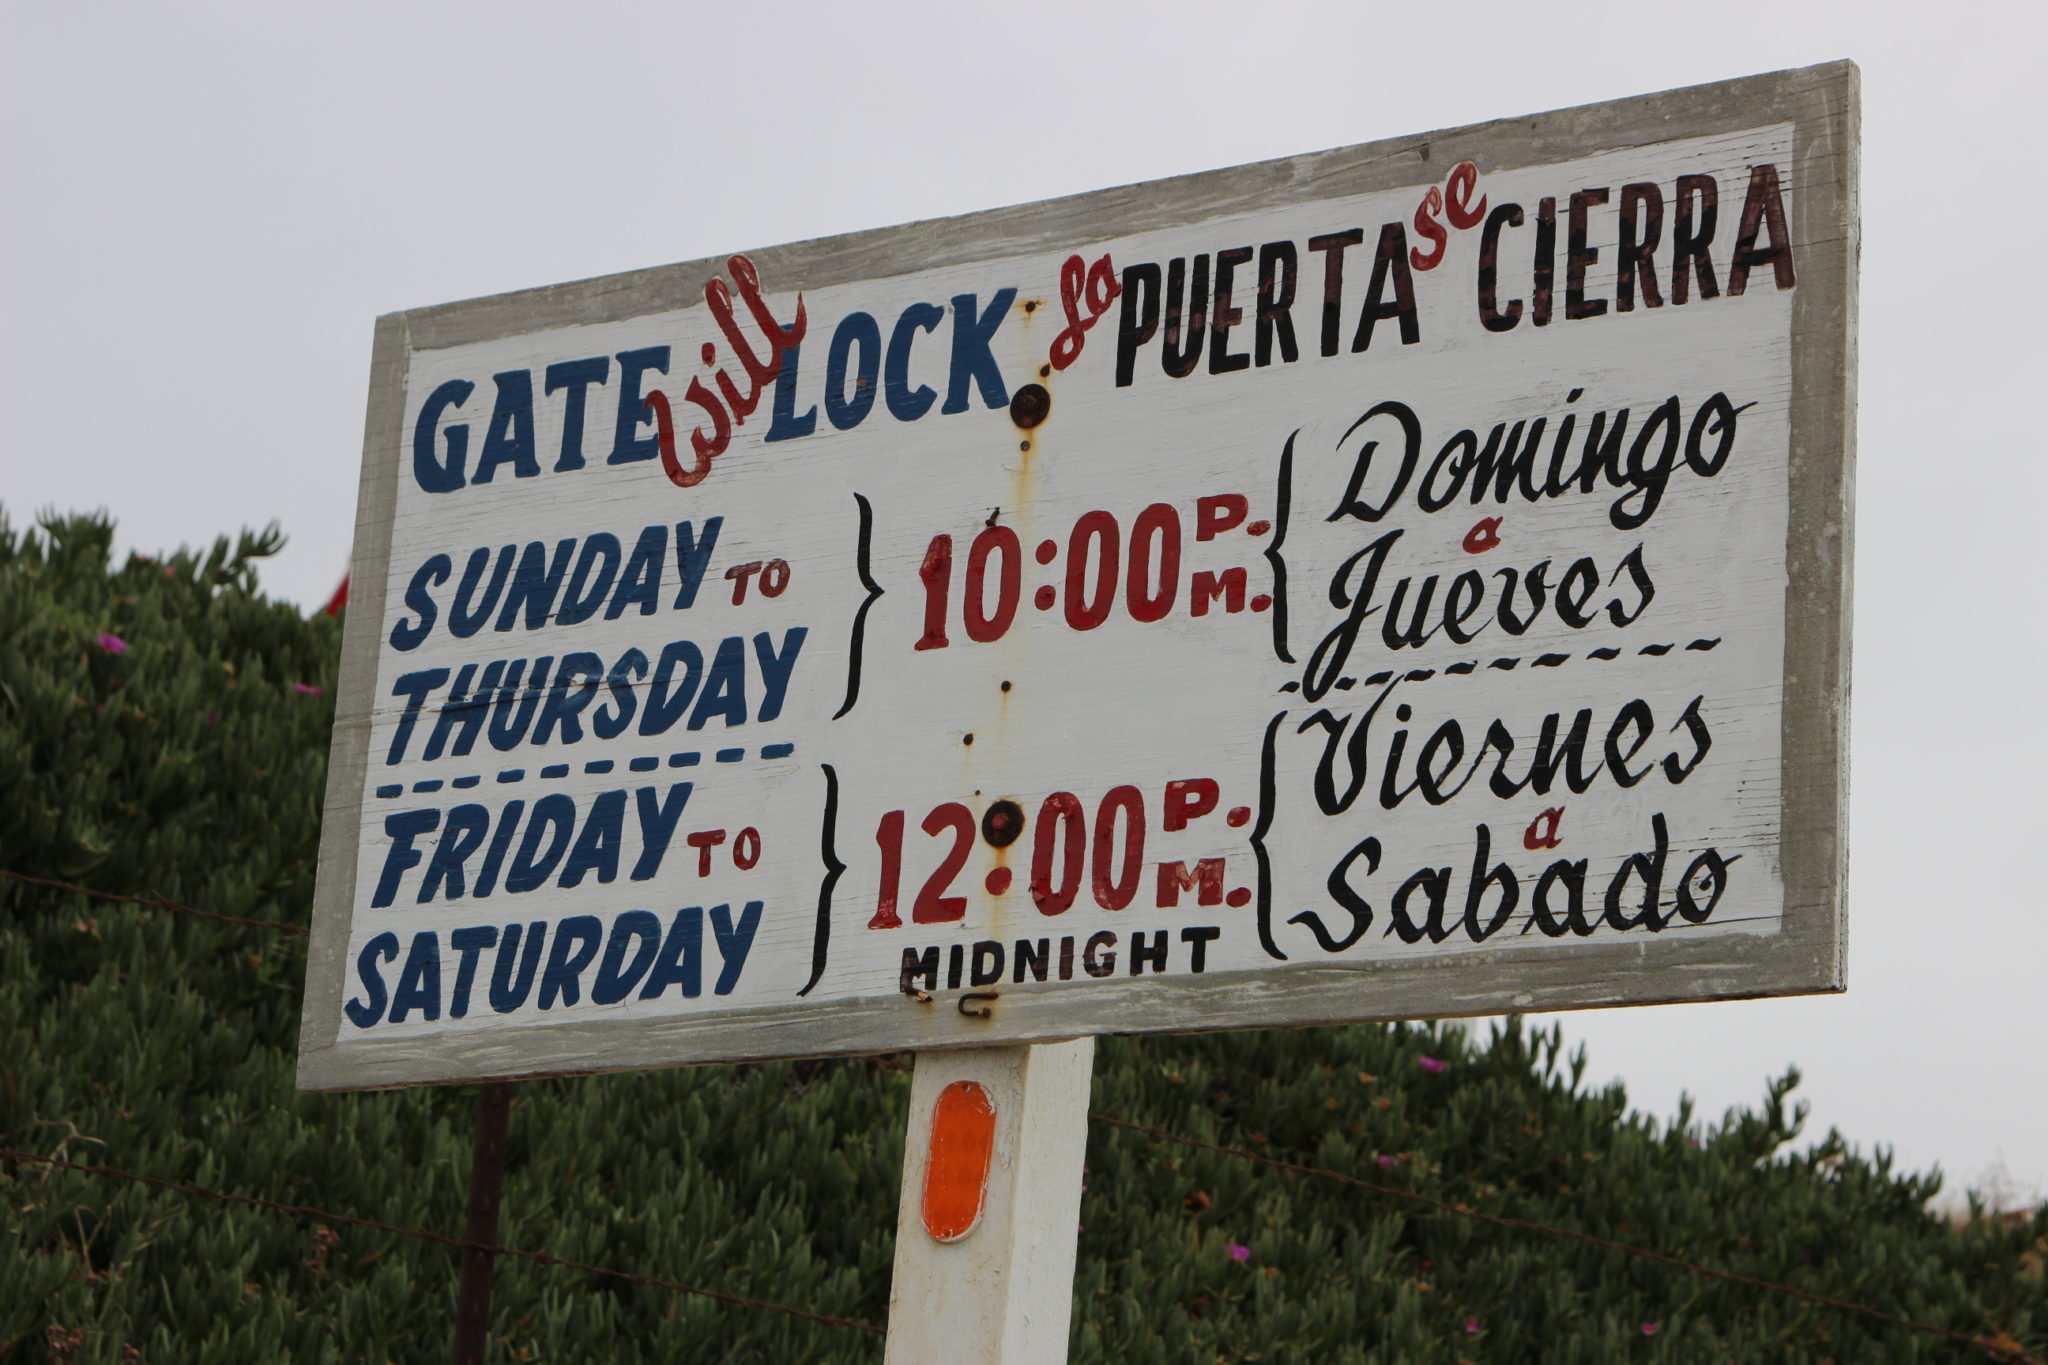 GATE will LOCK
La PUERTA se CIERRA
SUNDAY TO
THURSDAY
10:00 P.M.
Domingo
a
Jueves
FRIDAY TO
SATURDAY
12:00 P.M.
MIDNIGHT
Viernes
a
Sabado